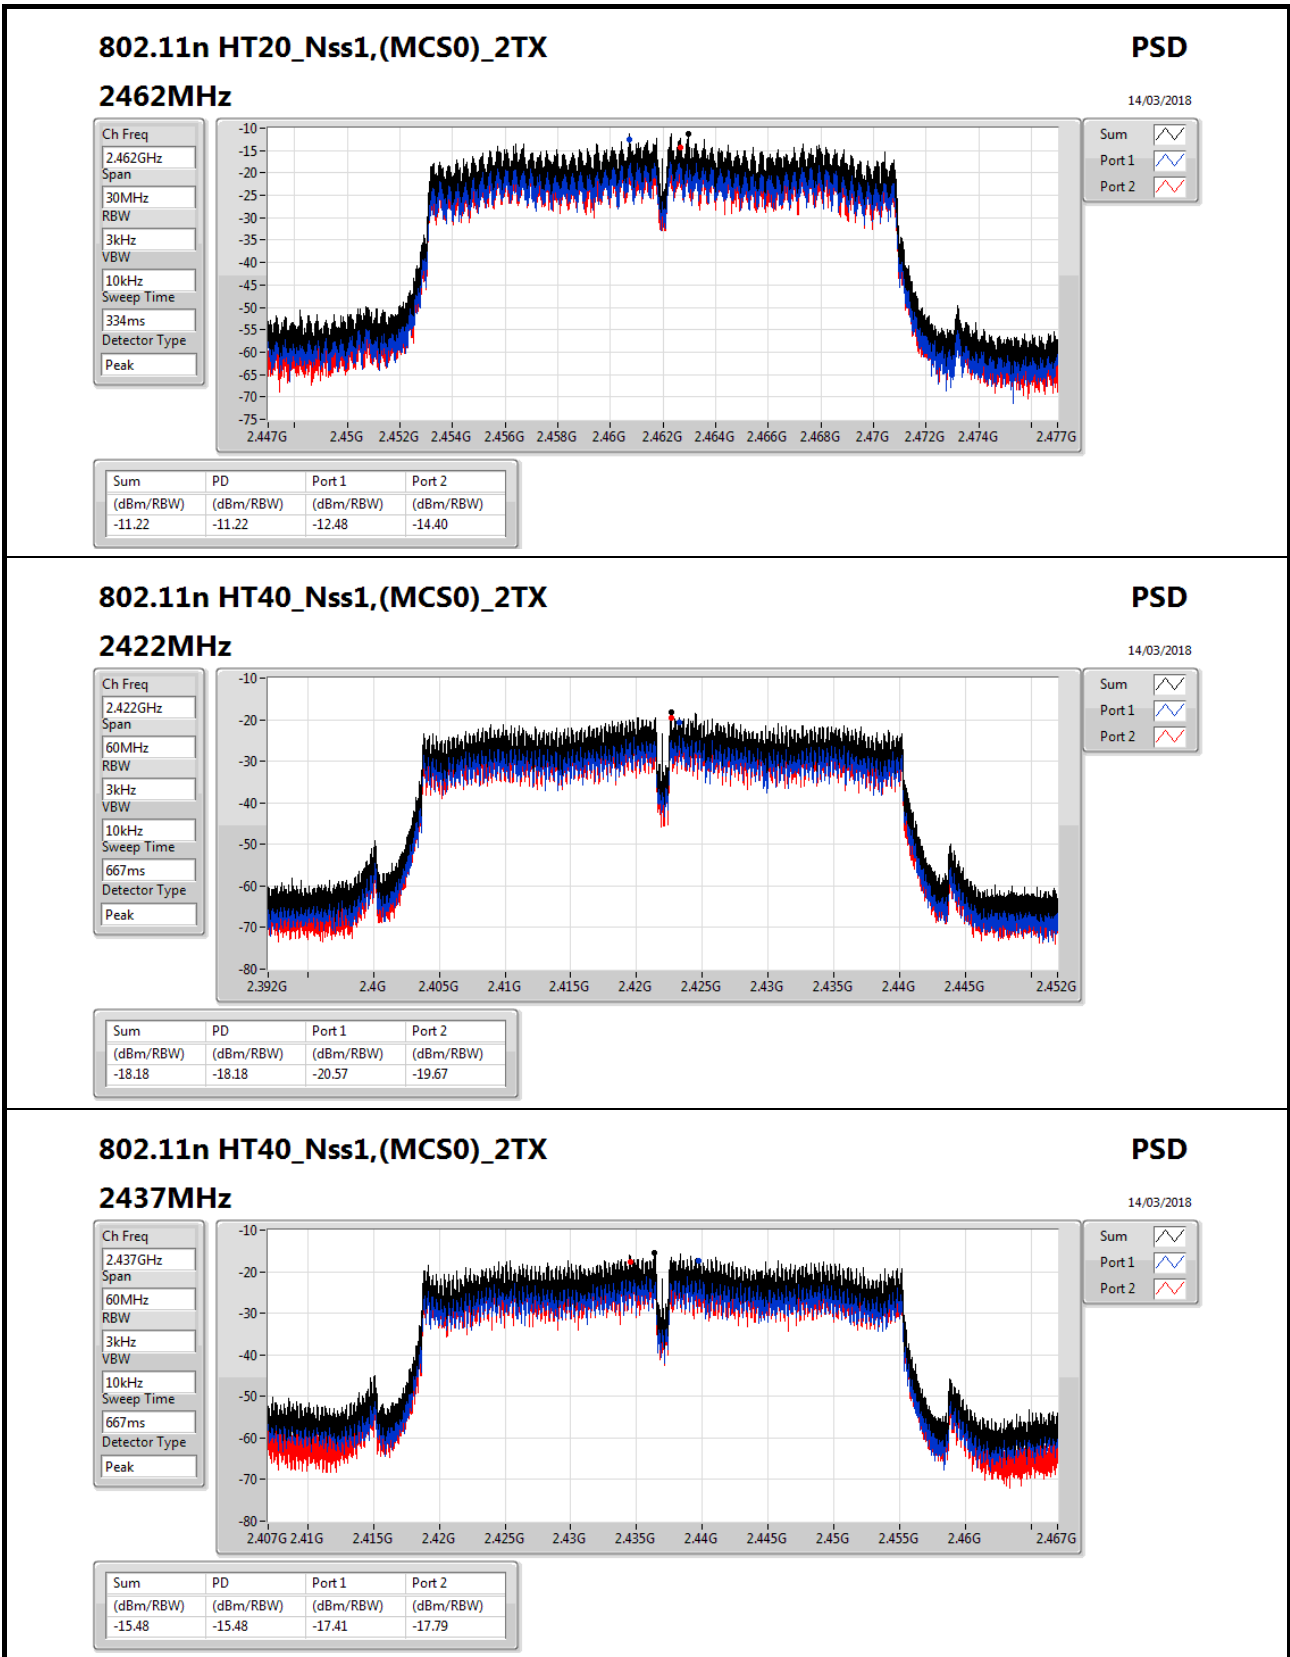 802.11n HT20_Nss1,(MCS0)_2TX PSD
2462MHz 14/03/2018
Ch Freq
2.462GHz
Span
30MHz
RBW
3kHz
VBW
10kHz
Sweep Time
334ms
Detector Type
Peak
-10
-15
-20
-25
-30
-35
-40
-45
-50
-55
-60
-65
-70
-75
2.447G 2.45G 2.452G 2.454G 2.456G 2.458G 2.46G 2.462G 2.464G 2.466G 2.468G 2.47G 2.472G 2.474G 2.477G
Sum
Port 1
Port 2
Sum PD Port 1 Port 2
(dBm/RBW) (dBm/RBW) (dBm/RBW) (dBm/RBW)
-11.22 -11.22 -12.48 -14.40
802.11n HT40_Nss1,(MCS0)_2TX PSD
2422MHz 14/03/2018
Ch Freq
2.422GHz
Span
60MHz
RBW
3kHz
VBW
10kHz
Sweep Time
667ms
Detector Type
Peak
-10
-20
-30
-40
-50
-60
-70
-80
2.392G 2.4G 2.405G 2.41G 2.415G 2.42G 2.425G 2.43G 2.435G 2.44G 2.445G 2.452G
Sum
Port 1
Port 2
Sum PD Port 1 Port 2
(dBm/RBW) (dBm/RBW) (dBm/RBW) (dBm/RBW)
-18.18 -18.18 -20.57 -19.67
802.11n HT40_Nss1,(MCS0)_2TX PSD
2437MHz 14/03/2018
Ch Freq
2.437GHz
Span
60MHz
RBW
3kHz
VBW
10kHz
Sweep Time
667ms
Detector Type
Peak
-10
-20
-30
-40
-50
-60
-70
-80
2.407G 2.41G 2.415G 2.42G 2.425G 2.43G 2.435G 2.44G 2.445G 2.45G 2.455G 2.46G 2.467G
Sum
Port 1
Port 2
Sum PD Port 1 Port 2
(dBm/RBW) (dBm/RBW) (dBm/RBW) (dBm/RBW)
-15.48 -15.48 -17.41 -17.79